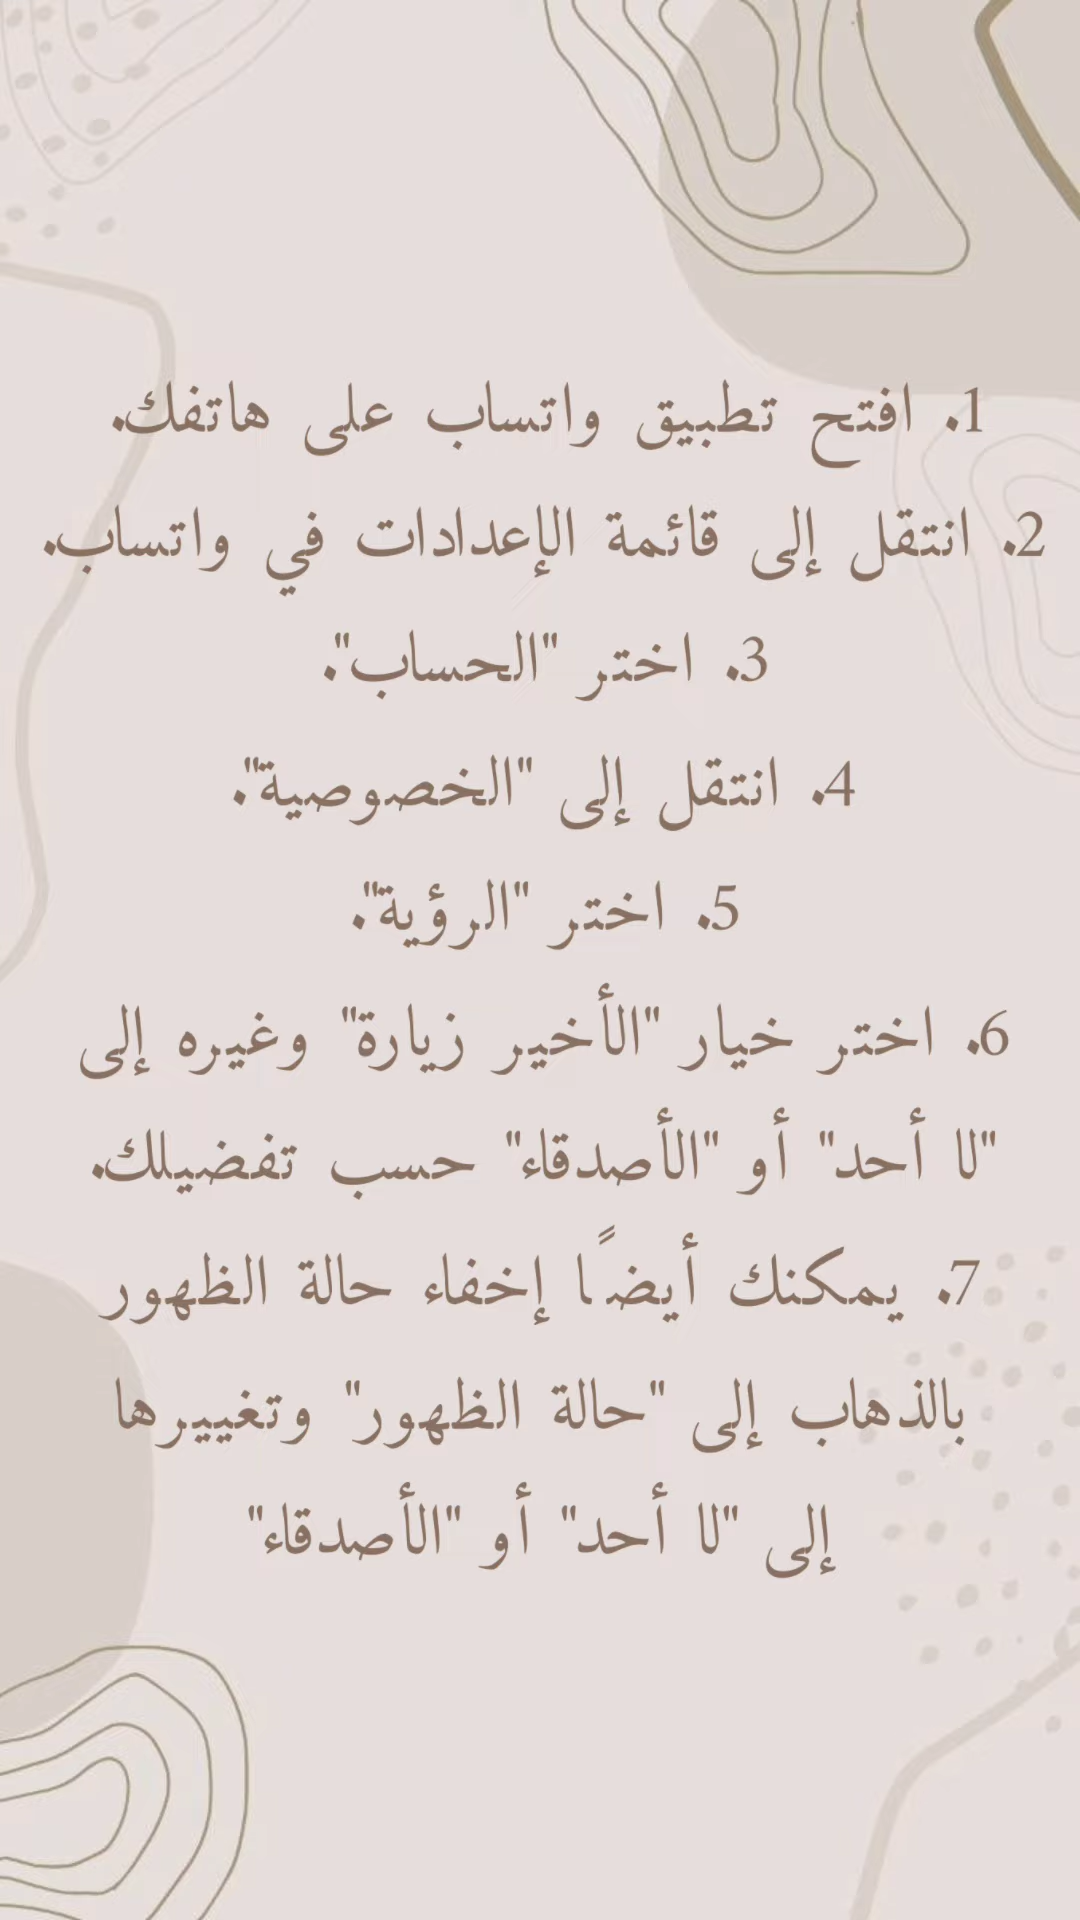 1. افتح تطبيق واتساب على هاتفك.
2. انتقل إلى قائمة الإعدادات في واتساب.
3. اختر "الحساب".
4. انتقل إلى "الخصوصية".
5. اختر "الرؤية".
6. اختر خيار "الأخير زيارة" وغيره إلى
"لا أحد" أو "الأصدقاء" حسب تفضيلك.
7. يمكنك أيضًا إخفاء حالة الظهور
بالذهاب إلى "حالة الظهور" وتغييرها
إلى "لا أحد" أو "الأصدقاء"